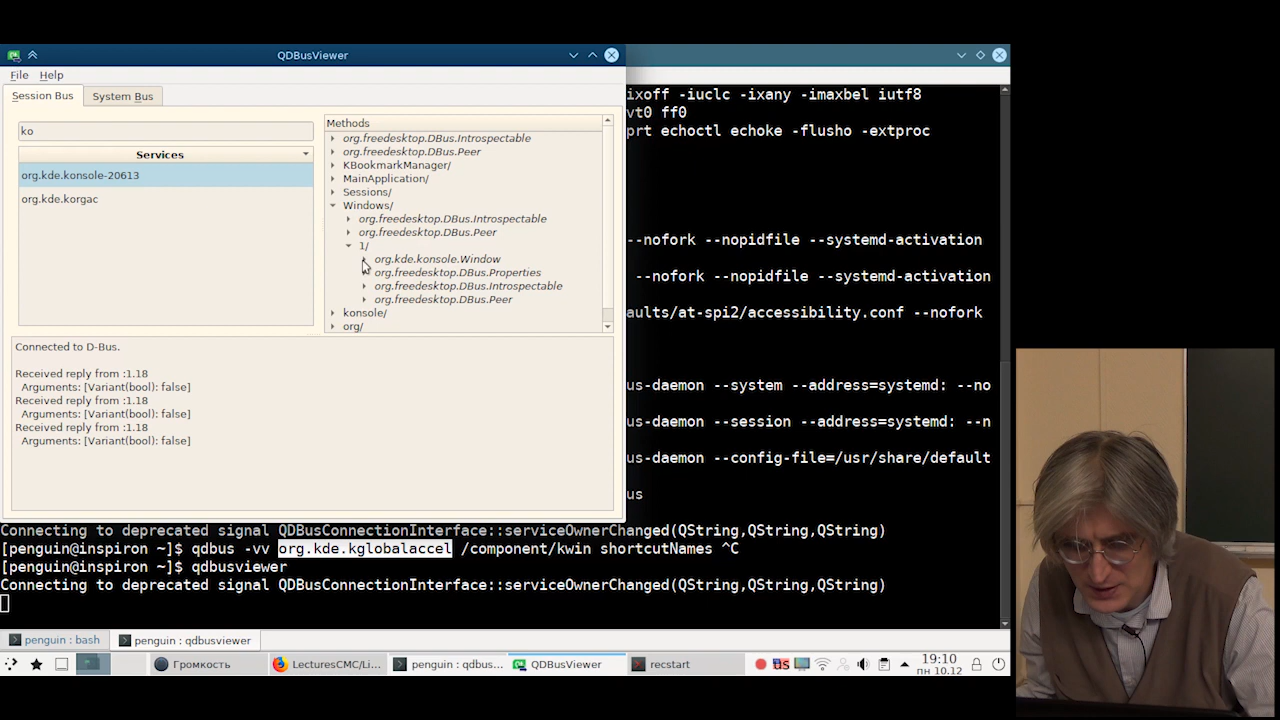 QDBusViewer
File Help
Session Bus System Bus
ko
Services
org.kde.konsole-20613
org.kde.korgac
Methods
org.freedesktop.DBus.Introspectable
org.freedesktop.DBus.Peer
KBookmarkManager/
MainApplication/
Sessions/
Windows/
org.freedesktop.DBus.Introspectable
org.freedesktop.DBus.Peer
1/
org.kde.konsole.Window
org.freedesktop.DBus.Properties
org.freedesktop.DBus.Introspectable
org.freedesktop.DBus.Peer
konsole/
org/
Connected to D-Bus.
Received reply from :1.18
Arguments: [Variant(bool): false]
Received reply from :1.18
Arguments: [Variant(bool): false]
Received reply from :1.18
Arguments: [Variant(bool): false]
ixoff -iuclc -ixany -imaxbel iutf8
vt0 ff0
prt echoctl echoke -flusho -extproc
--nofork --nopidfile --systemd-activation
--nofork --nopidfile --systemd-activation
aults/at-spi2/accessibility.conf --nofork
us-daemon --system --address=systemd: --no
us-daemon --session --address=systemd: --n
us-daemon --config-file=/usr/share/default
us
Connecting to deprecated signal QDBusConnectionInterface::serviceOwnerChanged(QString,QString,QString)
[penguin@inspiron ~]$ qdbus -vv org.kde.kglobalaccel /component/kwin shortcutNames ^C
[penguin@inspiron ~]$ qdbusviewer
Connecting to deprecated signal QDBusConnectionInterface::serviceOwnerChanged(QString,QString,QString)
penguin : bash penguin : qdbusviewer
Громкость LecturesCMC/Li... penguin : qdbus... QDBusViewer recstart US 19:10
пн 10.12